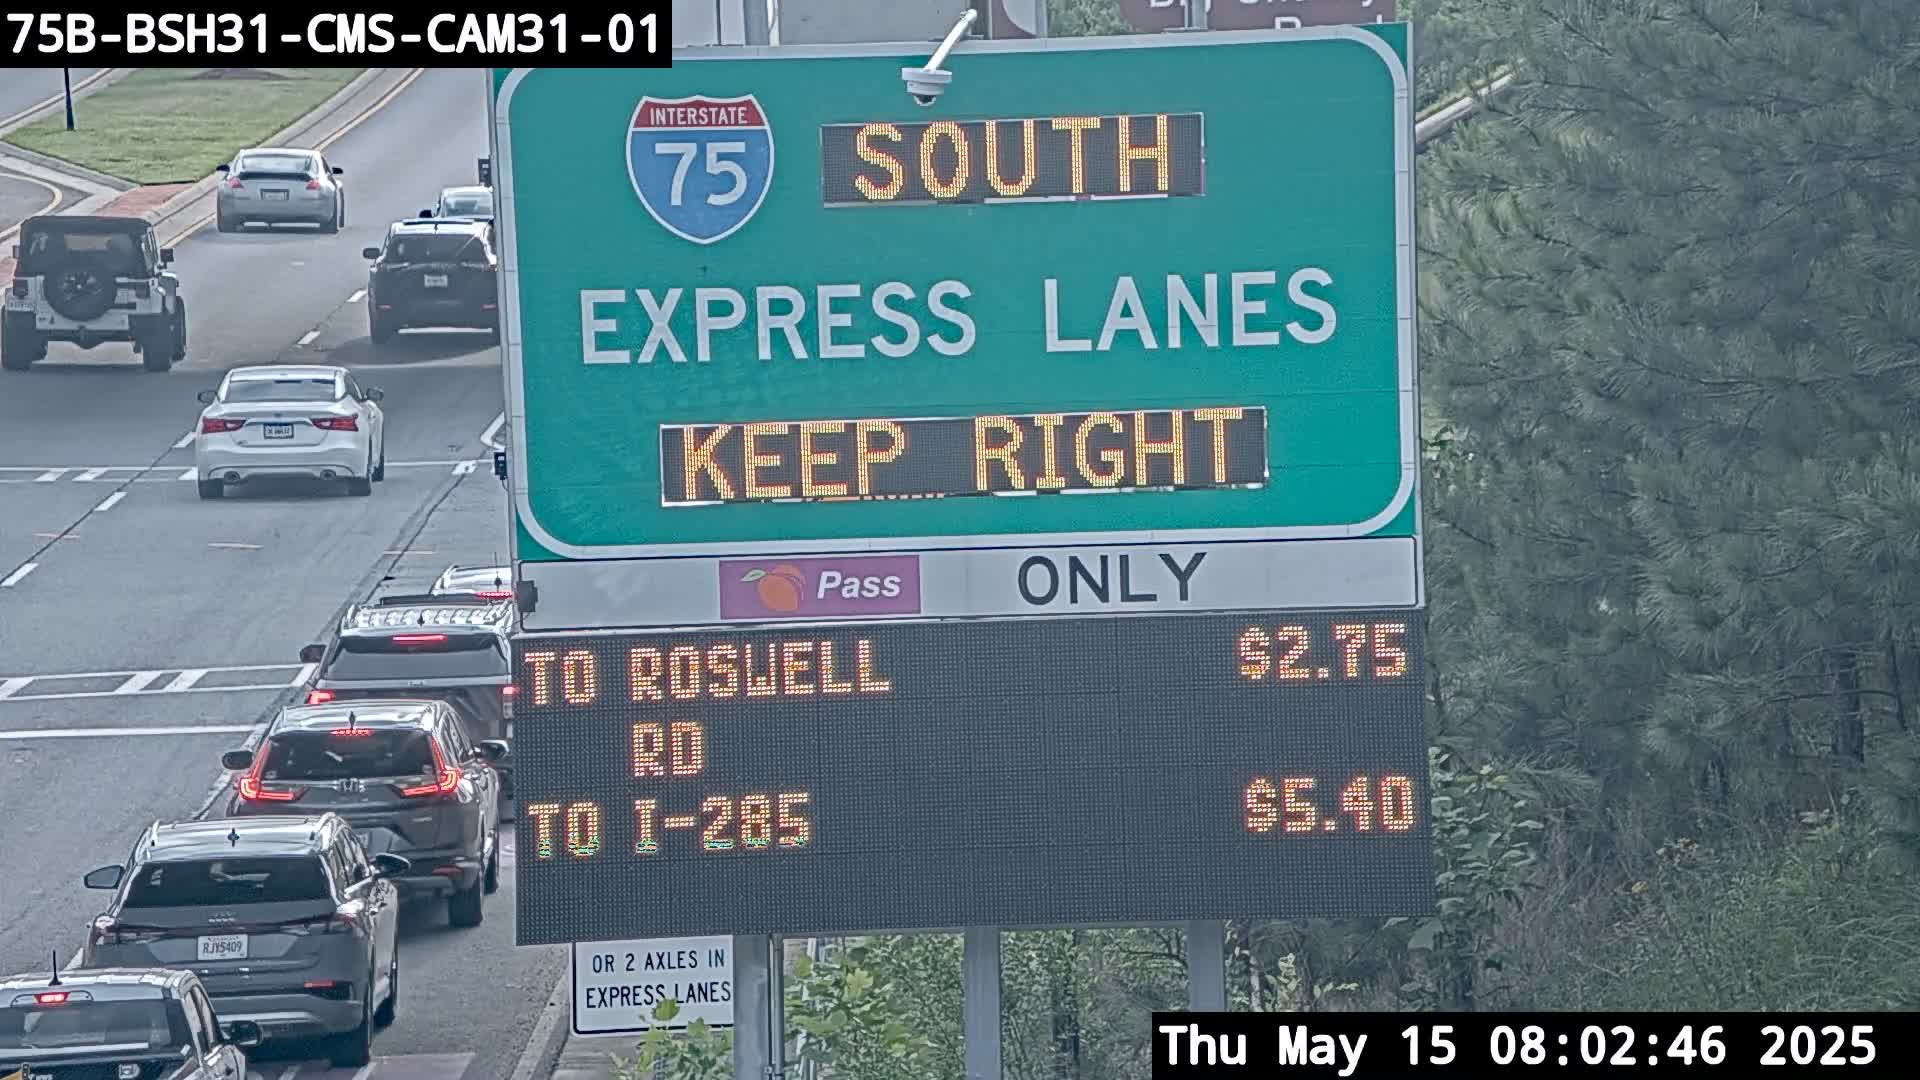 75B-BSH31-CMS-CAM31-01
INTERSTATE
75
SOUTH
EXPRESS LANES
KEEP RIGHT
Pass
ONLY
TO ROSWELL $2.75
RD
TO I-285 $5.40
RJY5409
OR 2 AXLES IN
EXPRESS LANES
Thu May 15 08:02:46 2025